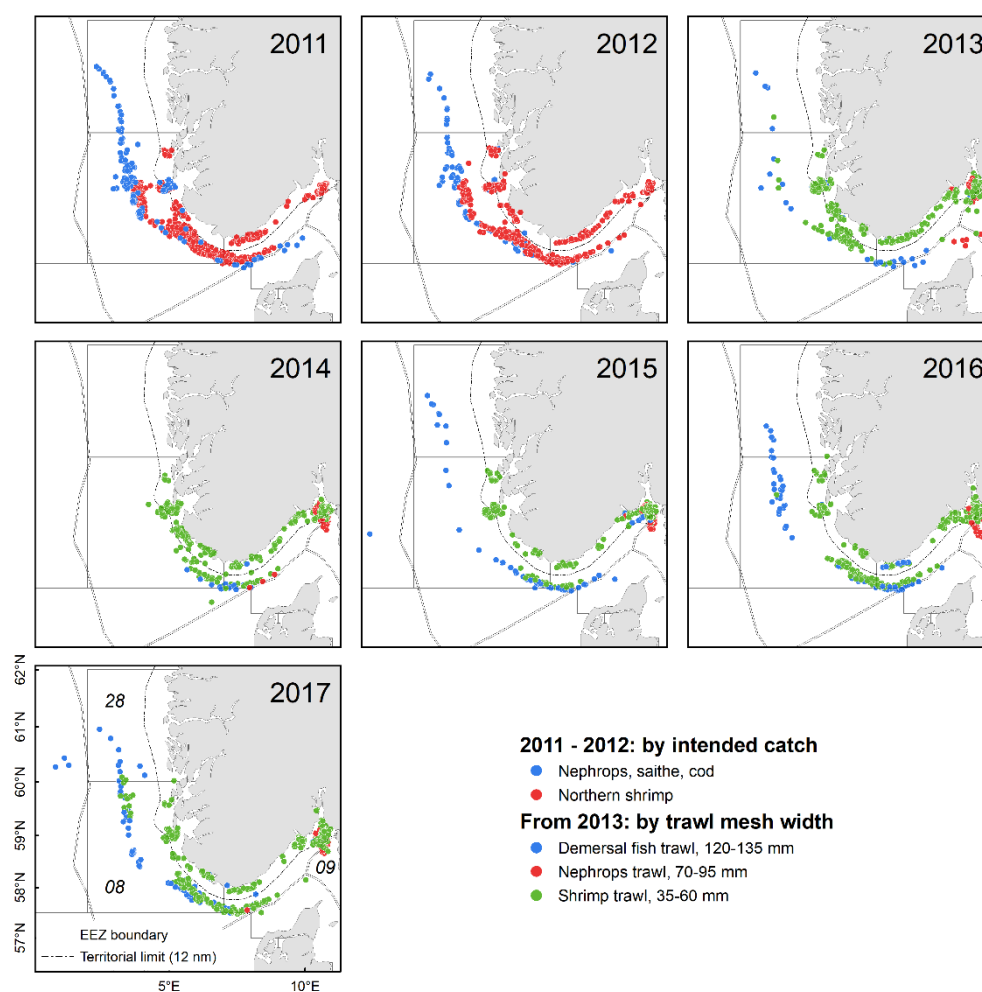 2011
2012
2013
2014
2015
2016
2017
62°N
61°N
60°N
59°N
58°N
57°N
28
08
09
EEZ boundary
Territorial limit (12 nm)
5°E
10°E
2011 - 2012: by intended catch
Nephrops, saithe, cod
Northern shrimp
From 2013: by trawl mesh width
Demersal fish trawl, 120-135 mm
Nephrops trawl, 70-95 mm
Shrimp trawl, 35-60 mm